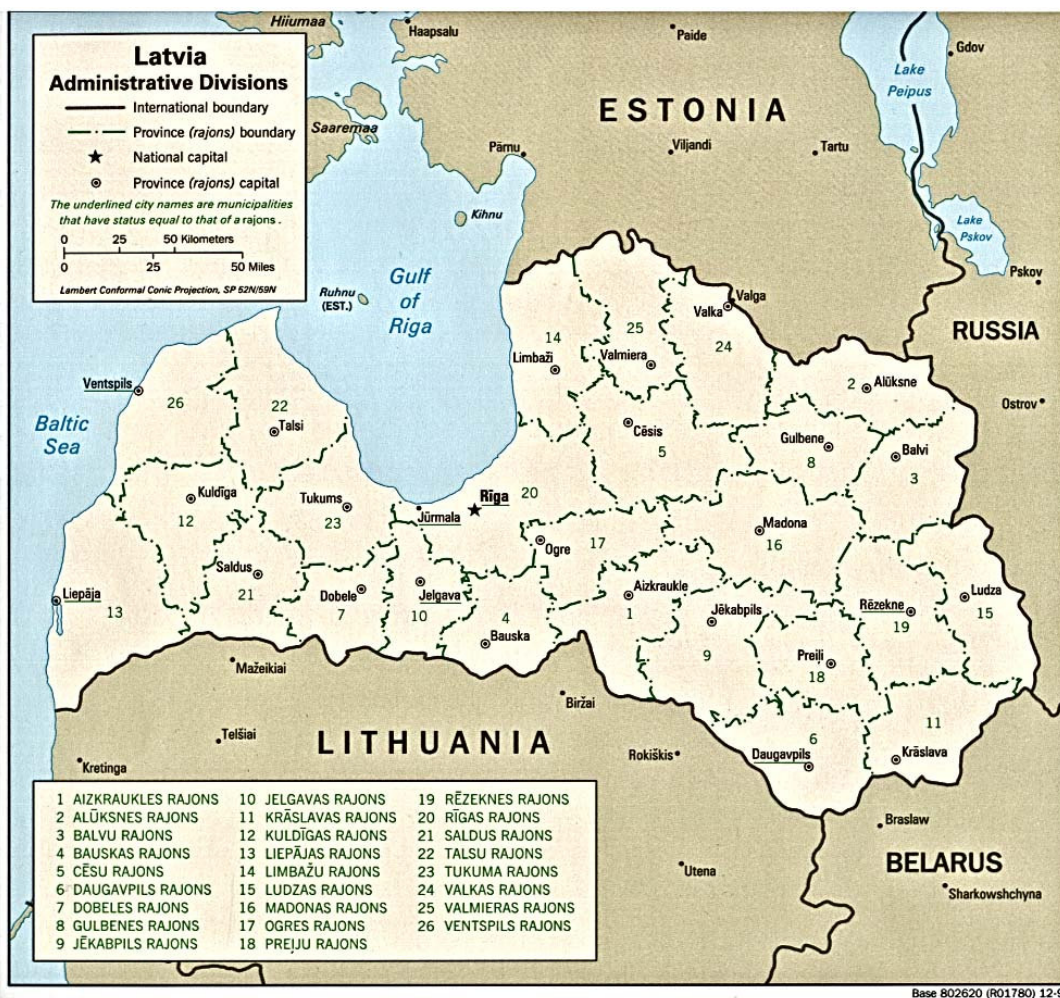 Latvia
Administrative Divisions
International boundary
Province (rajons) boundary
National capital
Province (rajons) capital
The underlined city names are municipalities
that have status equal to that of a rajons.
0 25 50 Kilometers
0 25 50 Miles
Lambert Conformal Conic Projection, SP 52N/59N
Hiiumaa
Haapsalu
Paide
Gdov
Lake
Peipus
ESTONIA
Saaremaa
Pärnu
Viljandi
Tartu
Kihnu
Lake
Pskov
Pskov
Gulf
of
Riga
Ruhnu
(EST.)
Valga
Valka
RUSSIA
14
25
24
Limbaži
Valmiera
Ventspils
26
22
Talsi
2
Alūksne
Ostrov
Baltic
Sea
Cēsis
5
Gulbene
8
Balvi
3
Kuldīga
12
Tukums
23
Jūrmala
Rīga
20
Ogre
17
Madona
16
Saldus
21
Dobele
7
Jelgava
10
4
Bauska
Aizkraukle
1
Jēkabpils
9
Rēzekne
19
Ludza
15
Liepāja
13
Preiļi
18
Mažeikiai
Biržai
11
Krāslava
6
Daugavpils
Telšiai
LITHUANIA
Rokiškis
Kretinga
Braslaw
BELARUS
Utena
Sharkowshchyna
1 AIZKRAUKLES RAJONS
2 ALŪKSNES RAJONS
3 BALVU RAJONS
4 BAUSKAS RAJONS
5 CĒSU RAJONS
6 DAUGAVPILS RAJONS
7 DOBELES RAJONS
8 GULBENES RAJONS
9 JĒKABPILS RAJONS
10 JELGAVAS RAJONS
11 KRĀSLAVAS RAJONS
12 KULDĪGAS RAJONS
13 LIEPĀJAS RAJONS
14 LIMBAŽU RAJONS
15 LUDZAS RAJONS
16 MADONAS RAJONS
17 OGRES RAJONS
18 PREIĻU RAJONS
19 RĒZEKNES RAJONS
20 RĪGAS RAJONS
21 SALDUS RAJONS
22 TALSU RAJONS
23 TUKUMA RAJONS
24 VALKAS RAJONS
25 VALMIERAS RAJONS
26 VENTSPILS RAJONS
Base 802620 (R01780) 12-9